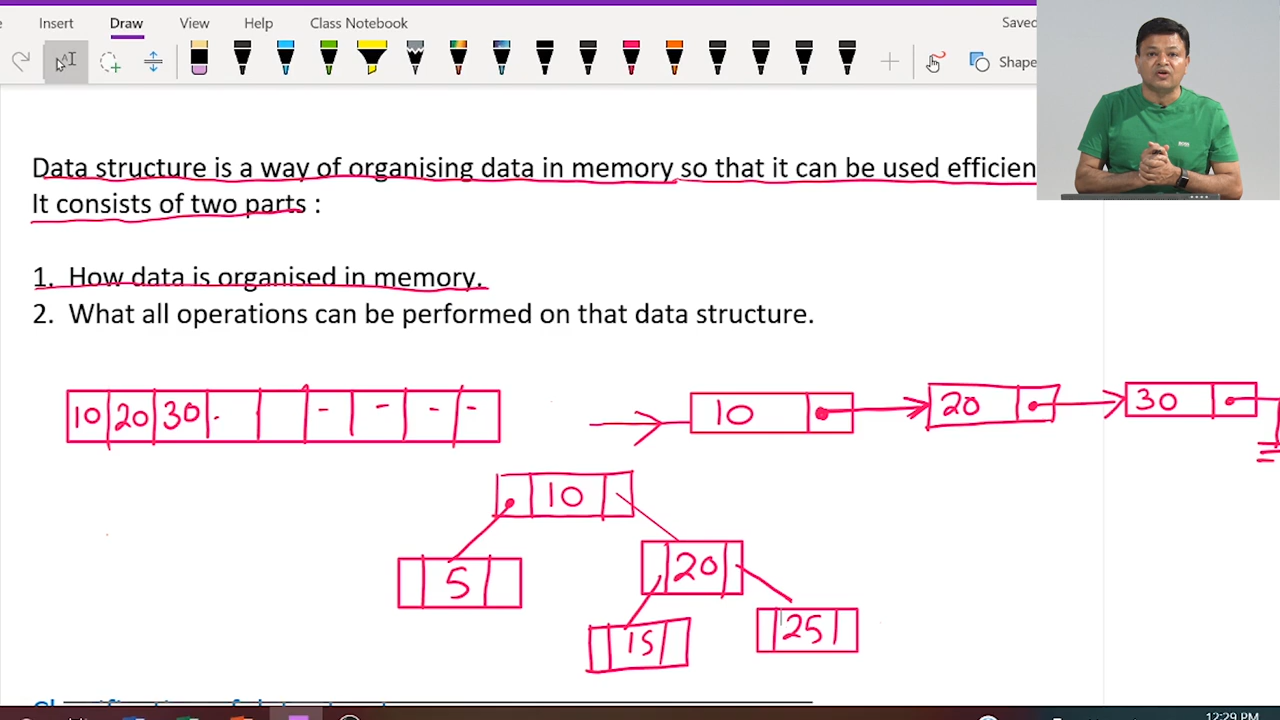 Insert Draw View Help Class Notebook Saved
Shape
Data structure is a way of organising data in memory so that it can be used efficien
It consists of two parts :
1. How data is organised in memory.
2. What all operations can be performed on that data structure.
10 20 30 . - - - -
10 20 30
10
5 20
15 25
12:29 PM